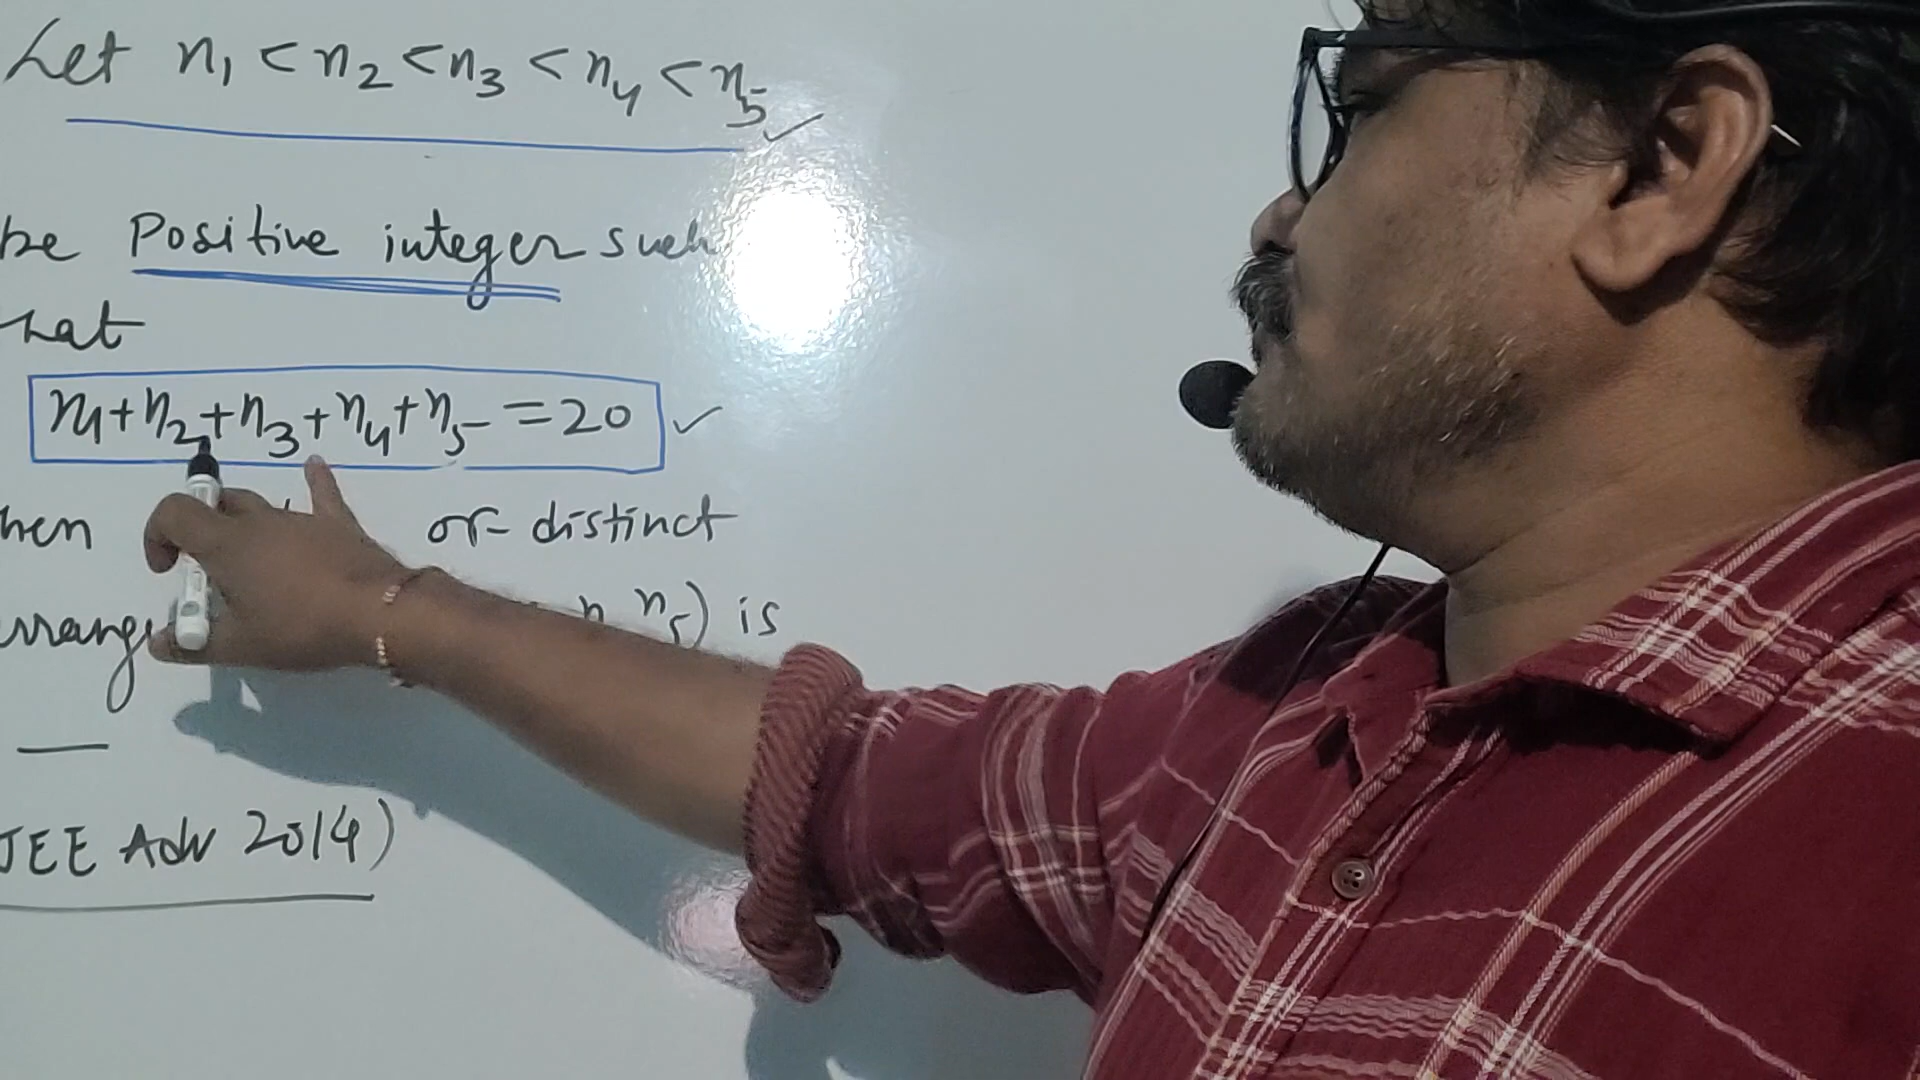 Let n₁ < n₂ < n₃ < n₄ < n₅
be Positive integer such
hat
n₁+n₂+n₃+n₄+n₅ = 20
hen or distinct
n₅) is
JEE Adv 2014)